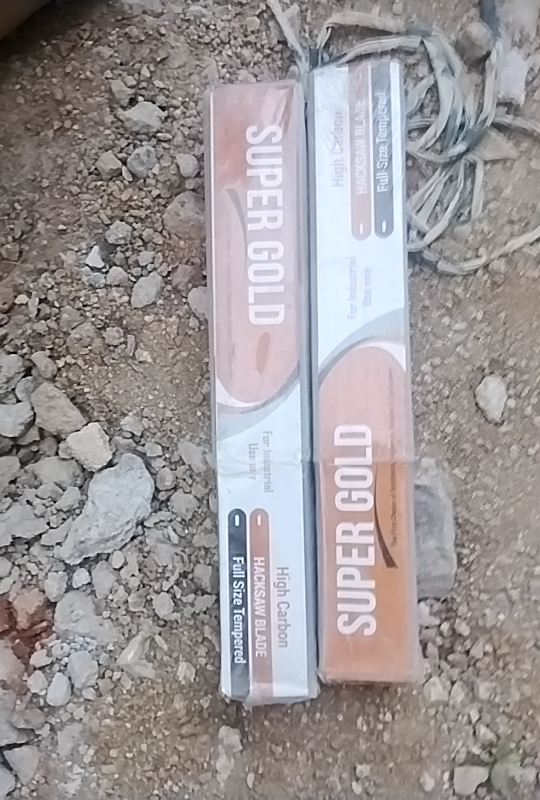 SUPER GOLD
For Industrial
Use only
High Carbon
HACKSAW BLADE
Full Size Tempered
High Carbon
HACKSAW BLADE
Full Size Tempered
For Industrial
Use only
SUPER GOLD